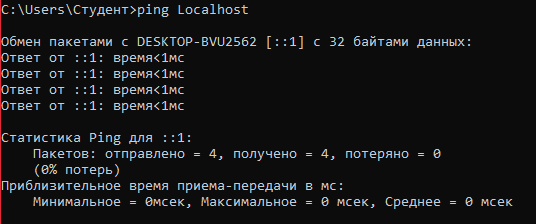 C:\Users\Студент>ping Localhost
Обмен пакетами с DESKTOP-BVU2562 [::1] с 32 байтами данных:
Ответ от ::1: время<1мс
Ответ от ::1: время<1мс
Ответ от ::1: время<1мс
Ответ от ::1: время<1мс
Статистика Ping для ::1:
    Пакетов: отправлено = 4, получено = 4, потеряно = 0
    (0% потерь)
Приблизительное время приема-передачи в мс:
    Минимальное = 0мсек, Максимальное = 0 мсек, Среднее = 0 мсек